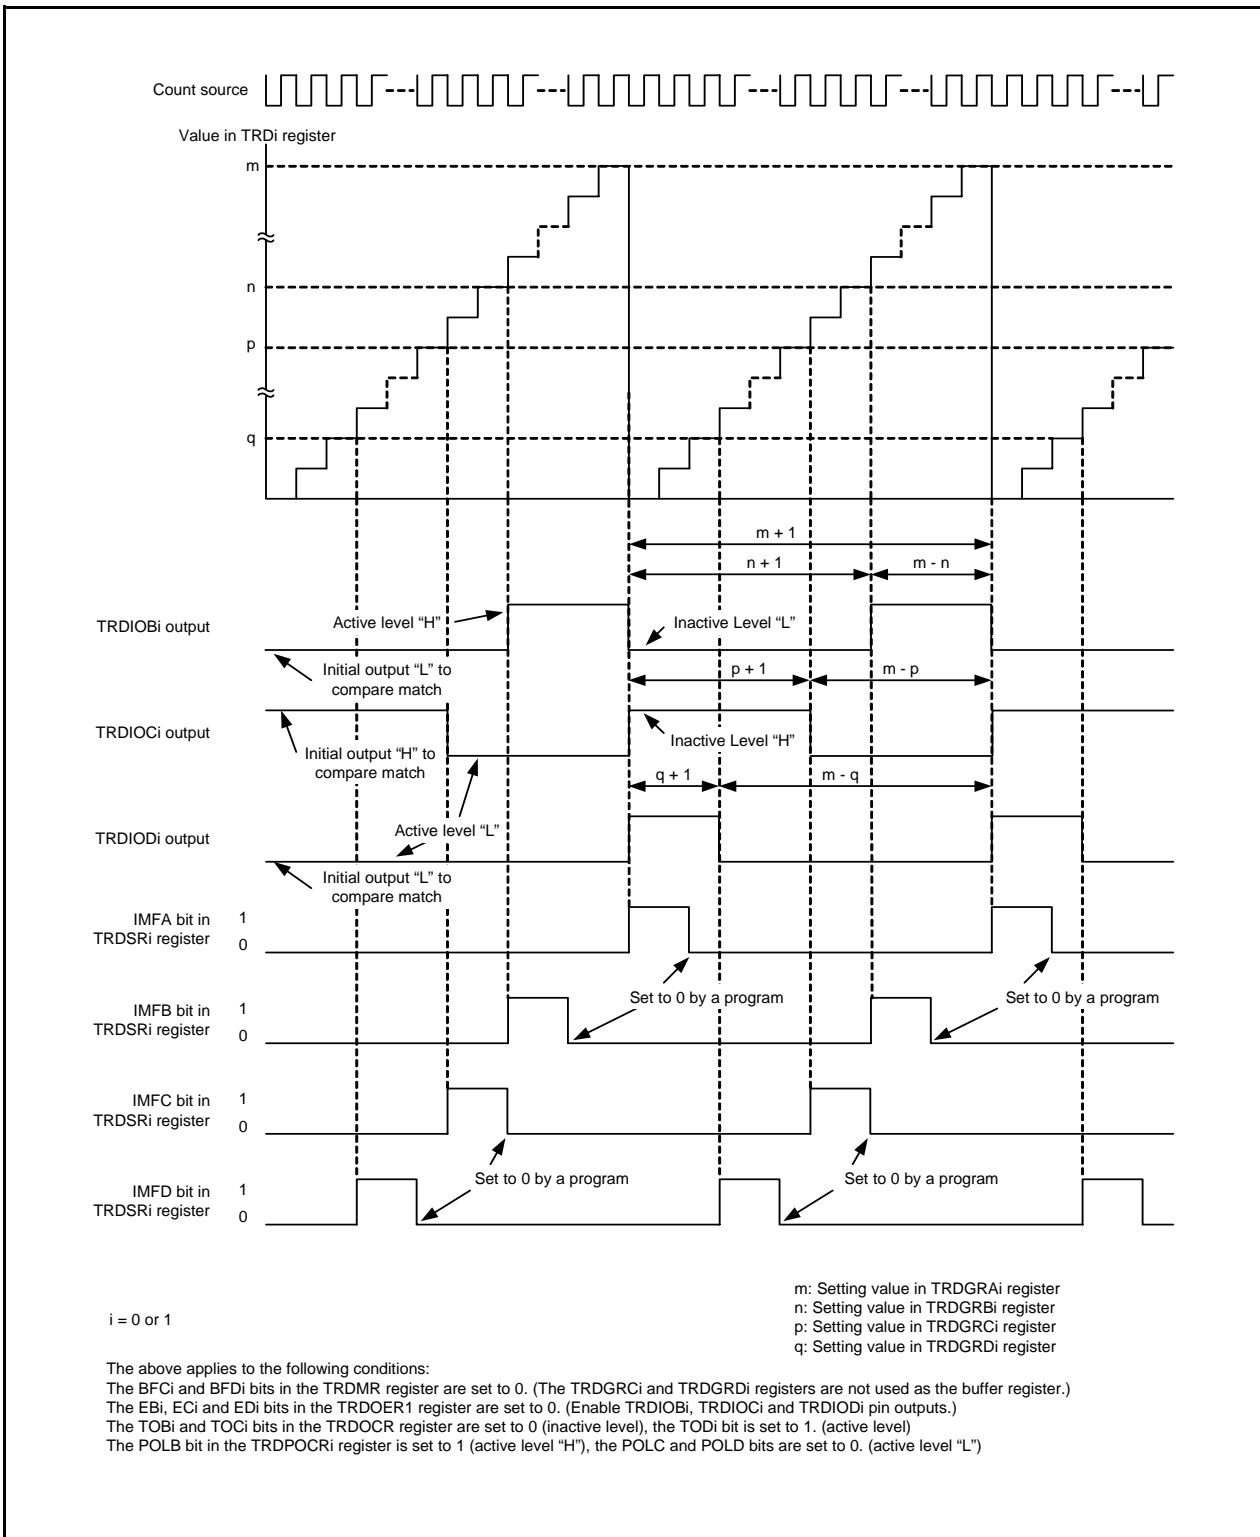 Count source
Value in TRDi register
m
n
p
q
m + 1
n + 1
m - n
TRDIOBi output
Active level “H”
Inactive Level “L”
Initial output “L” to
compare match
p + 1
m - p
TRDIOCi output
Initial output “H” to
compare match
Inactive Level “H”
q + 1
m - q
TRDIODi output
Active level “L”
Initial output “L” to
compare match
IMFA bit in
TRDSRi register
1
0
Set to 0 by a program
Set to 0 by a program
IMFB bit in
TRDSRi register
1
0
IMFC bit in
TRDSRi register
1
0
Set to 0 by a program
Set to 0 by a program
IMFD bit in
TRDSRi register
1
0
i = 0 or 1
m: Setting value in TRDGRAi register
n: Setting value in TRDGRBi register
p: Setting value in TRDGRCi register
q: Setting value in TRDGRDi register
The above applies to the following conditions:
The BFCi and BFDi bits in the TRDMR register are set to 0. (The TRDGRCi and TRDGRDi registers are not used as the buffer register.)
The EBi, ECi and EDi bits in the TRDOER1 register are set to 0. (Enable TRDIOBi, TRDIOCi and TRDIODi pin outputs.)
The TOBi and TOCi bits in the TRDOCR register are set to 0 (inactive level), the TODi bit is set to 1. (active level)
The POLB bit in the TRDPOCRi register is set to 1 (active level “H”), the POLC and POLD bits are set to 0. (active level “L”)